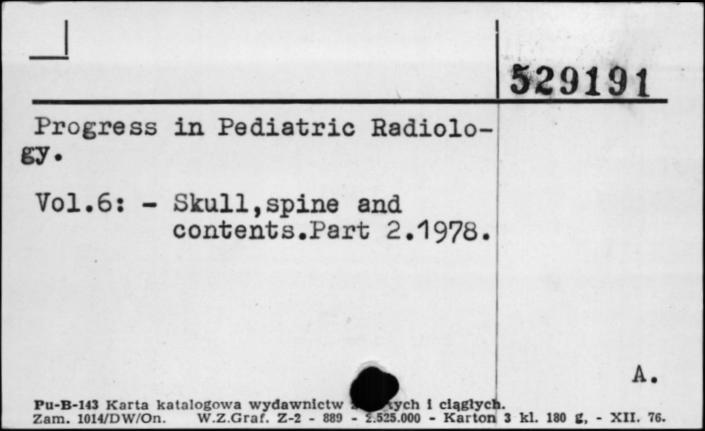 529191
Progress in Pediatric Radiolo-
gy.
Vol.6: - Skull,spine and
contents.Part 2.1978.
A.
Pu-B-143 Karta katalogowa wydawnictw i ciągłych.
Zam. 1014/DW/On. W.Z.Graf. Z-2 - 889 - 2.525.000 - Karton 3 kl. 180 g, - XII. 76.